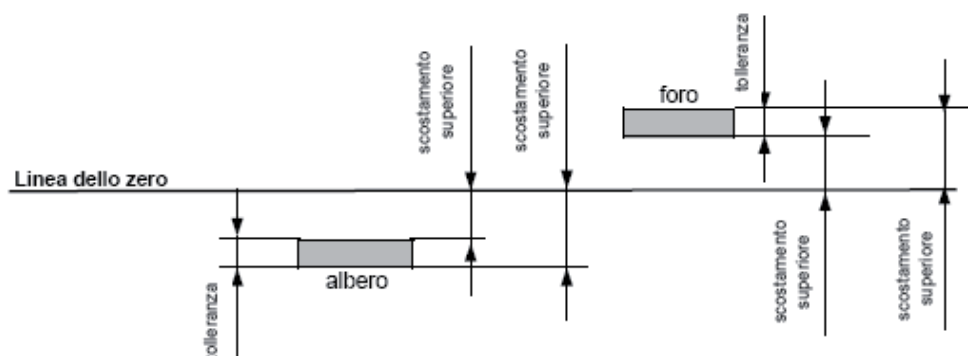 scostamento
superiore
scostamento
superiore
tolleranza
foro
Linea dello zero
albero
tolleranza
scostamento
superiore
scostamento
superiore